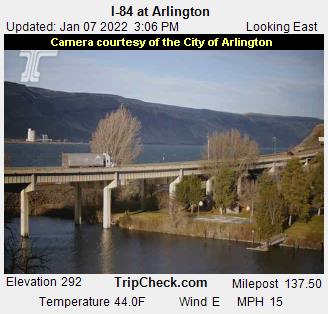 I-84 at Arlington
Updated: Jan 07 2022 3:06 PM Looking East
Camera courtesy of the City of Arlington
Elevation 292 TripCheck.com Milepost 137.50
Temperature 44.0F Wind E MPH 15